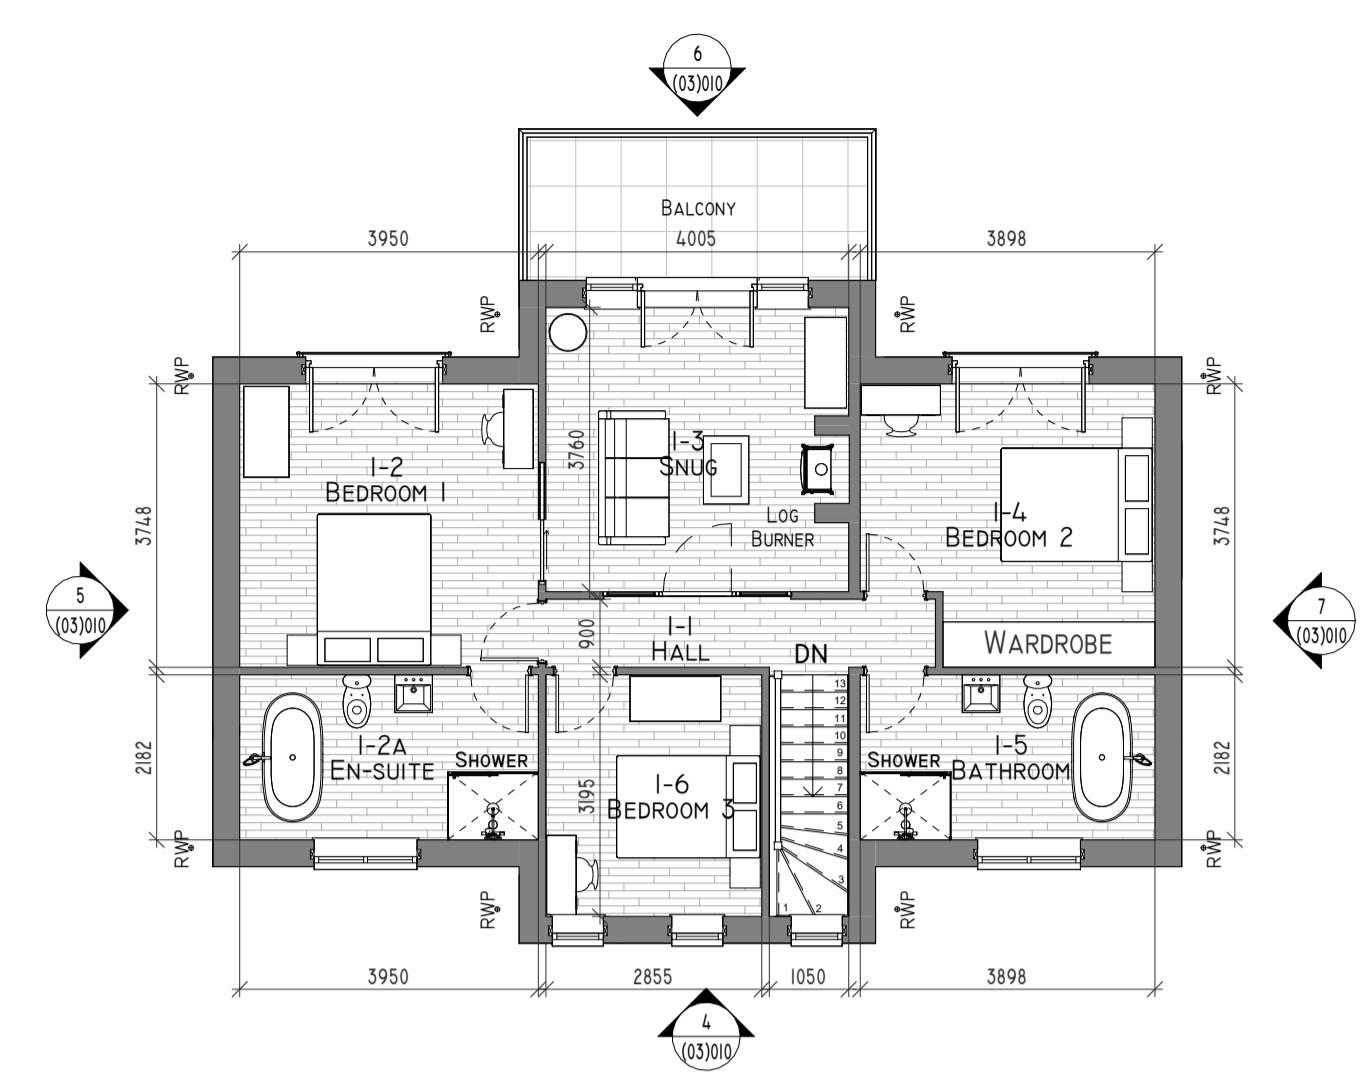 6
(03)010
BALCONY
3950
4005
3898
RWP
RWP
RWP
RWP
1-2
BEDROOM 1
3760
1-3
SNUG
LOG
BURNER
1-4
BEDROOM 2
3748
3748
5
(03)010
7
(03)010
900
1-1
HALL
DN
WARDROBE
13
12
11
10
9
8
7
6
5
4
3
2
1
2182
1-2A
EN-SUITE
SHOWER
3195
1-6
BEDROOM 3
SHOWER
1-5
BATHROOM
2182
RWP
RWP
RWP
RWP
3950
2855
1050
3898
4
(03)010